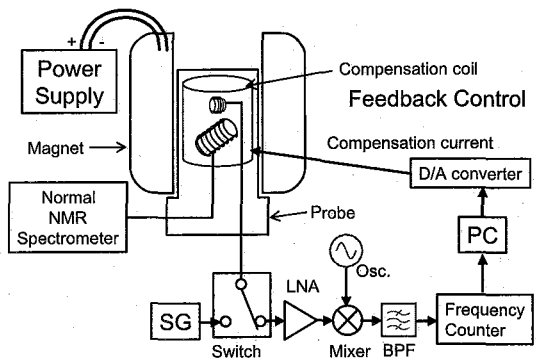 + -
Power
Supply
Compensation coil
Feedback Control
Compensation current
Magnet
D/A converter
Normal
NMR
Spectrometer
Probe
PC
Osc.
LNA
SG
Frequency
Counter
Switch
Mixer
BPF